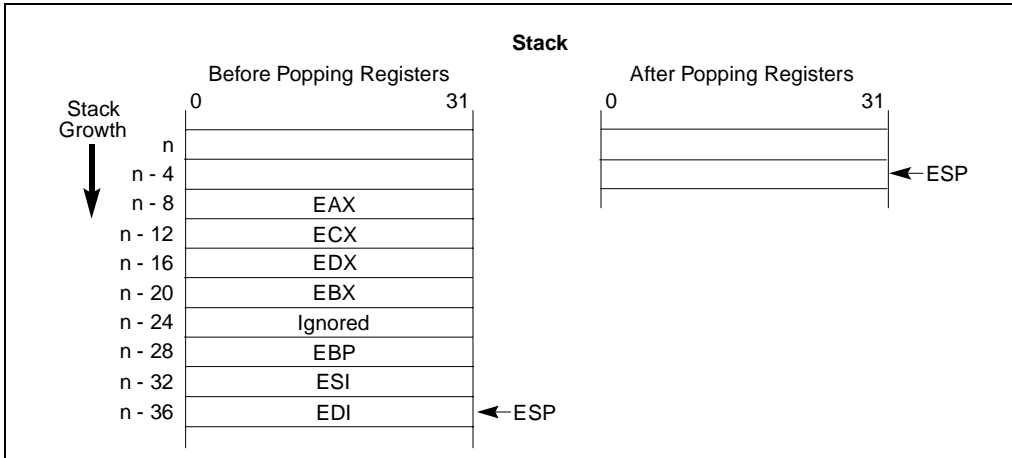 Stack
Before Popping Registers After Popping Registers
0 31 0 31
Stack
Growth
n
n - 4 ESP
n - 8 EAX
n - 12 ECX
n - 16 EDX
n - 20 EBX
n - 24 Ignored
n - 28 EBP
n - 32 ESI
n - 36 EDI ESP